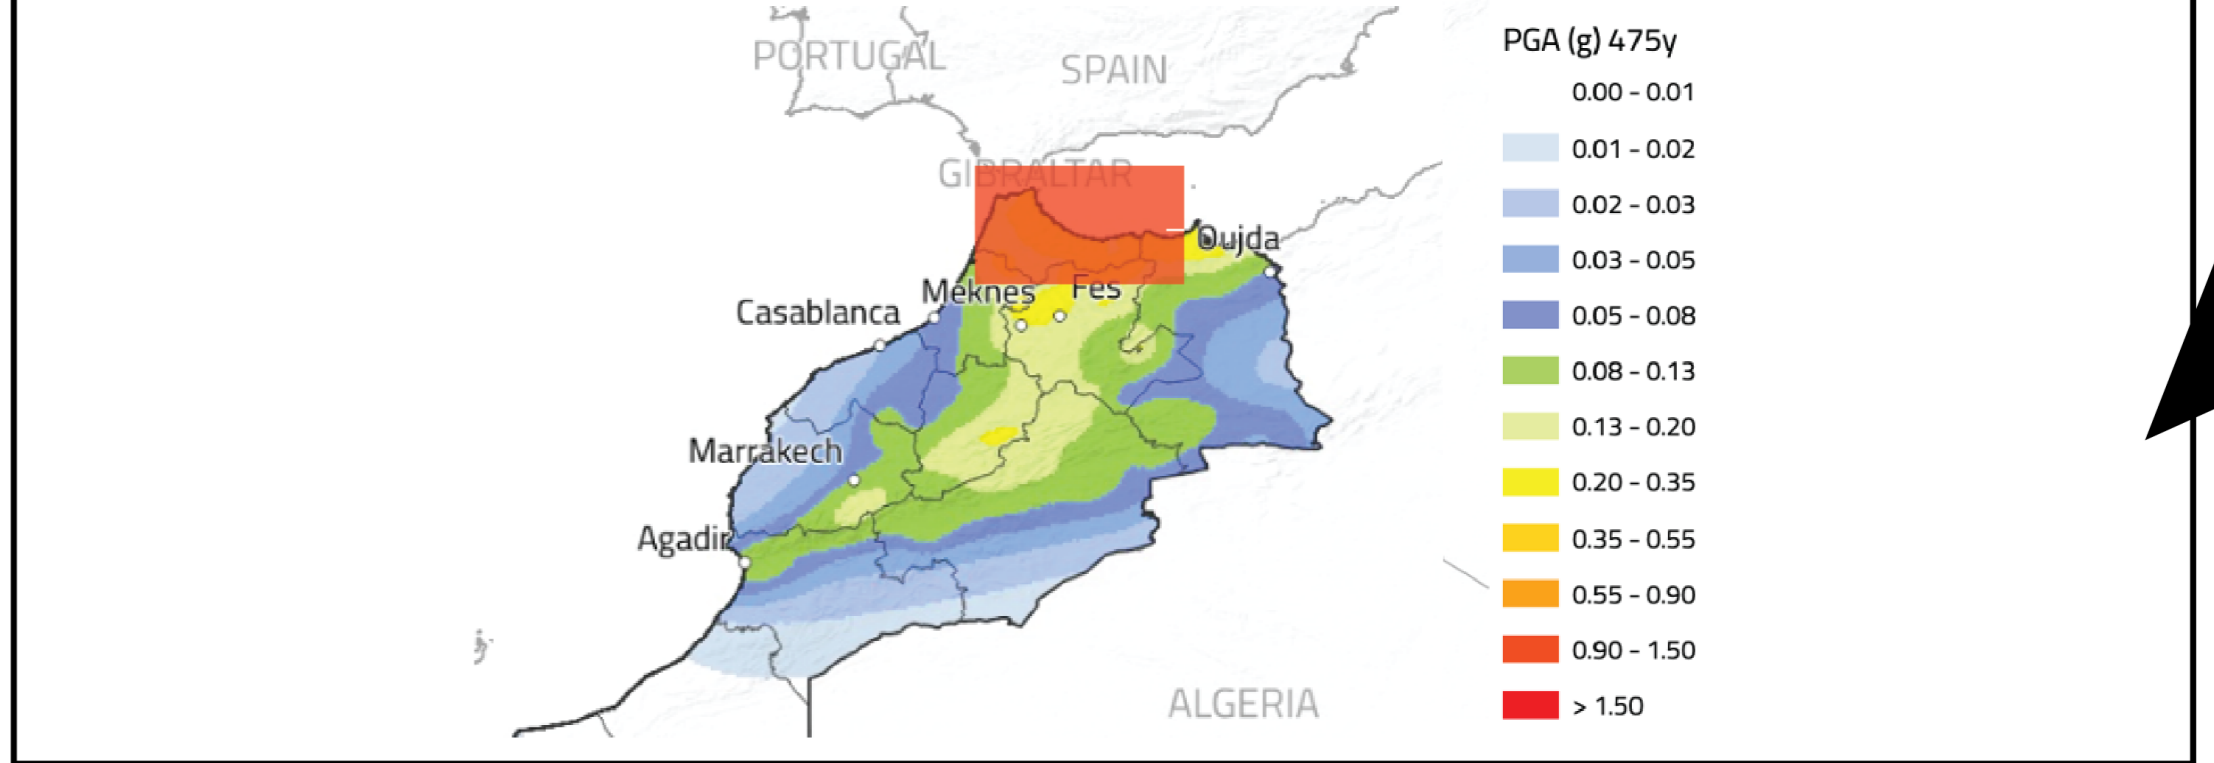 PORTUGAL
SPAIN
GIBRALTAR
Oujda
Meknes
Fes
Casablanca
Marrakech
Agadir
ALGERIA
PGA (g) 475y
0.00 - 0.01
0.01 - 0.02
0.02 - 0.03
0.03 - 0.05
0.05 - 0.08
0.08 - 0.13
0.13 - 0.20
0.20 - 0.35
0.35 - 0.55
0.55 - 0.90
0.90 - 1.50
> 1.50